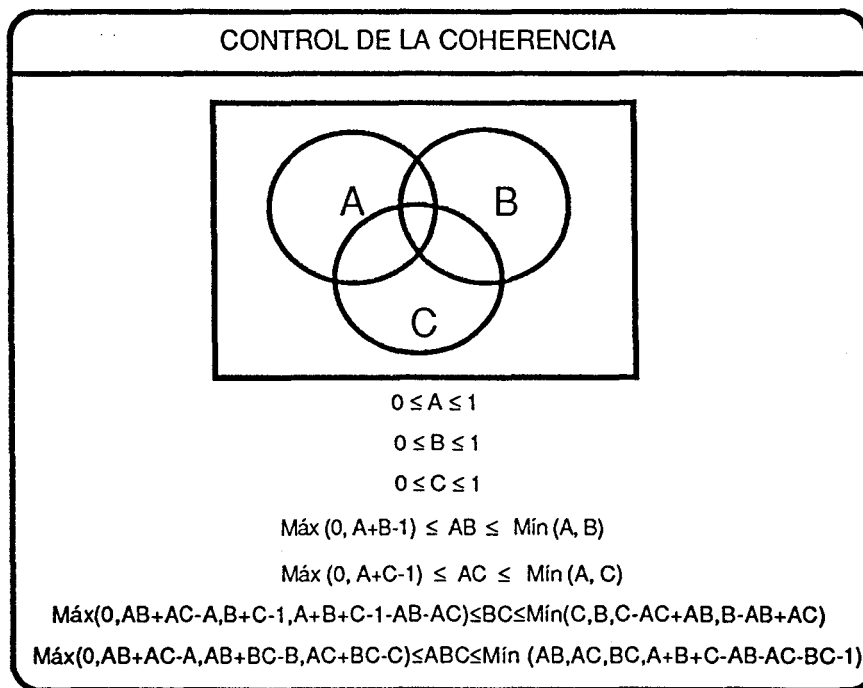 CONTROL DE LA COHERENCIA
A B
C
0 ≤ A ≤ 1
0 ≤ B ≤ 1
0 ≤ C ≤ 1
Máx (0, A+B-1) ≤ AB ≤ Mín (A, B)
Máx (0, A+C-1) ≤ AC ≤ Mín (A, C)
Máx(0,AB+AC-A,B+C-1,A+B+C-1-AB-AC)≤BC≤Mín(C,B,C-AC+AB,B-AB+AC)
Máx(0,AB+AC-A,AB+BC-B,AC+BC-C)≤ABC≤Mín (AB,AC,BC,A+B+C-AB-AC-BC-1)